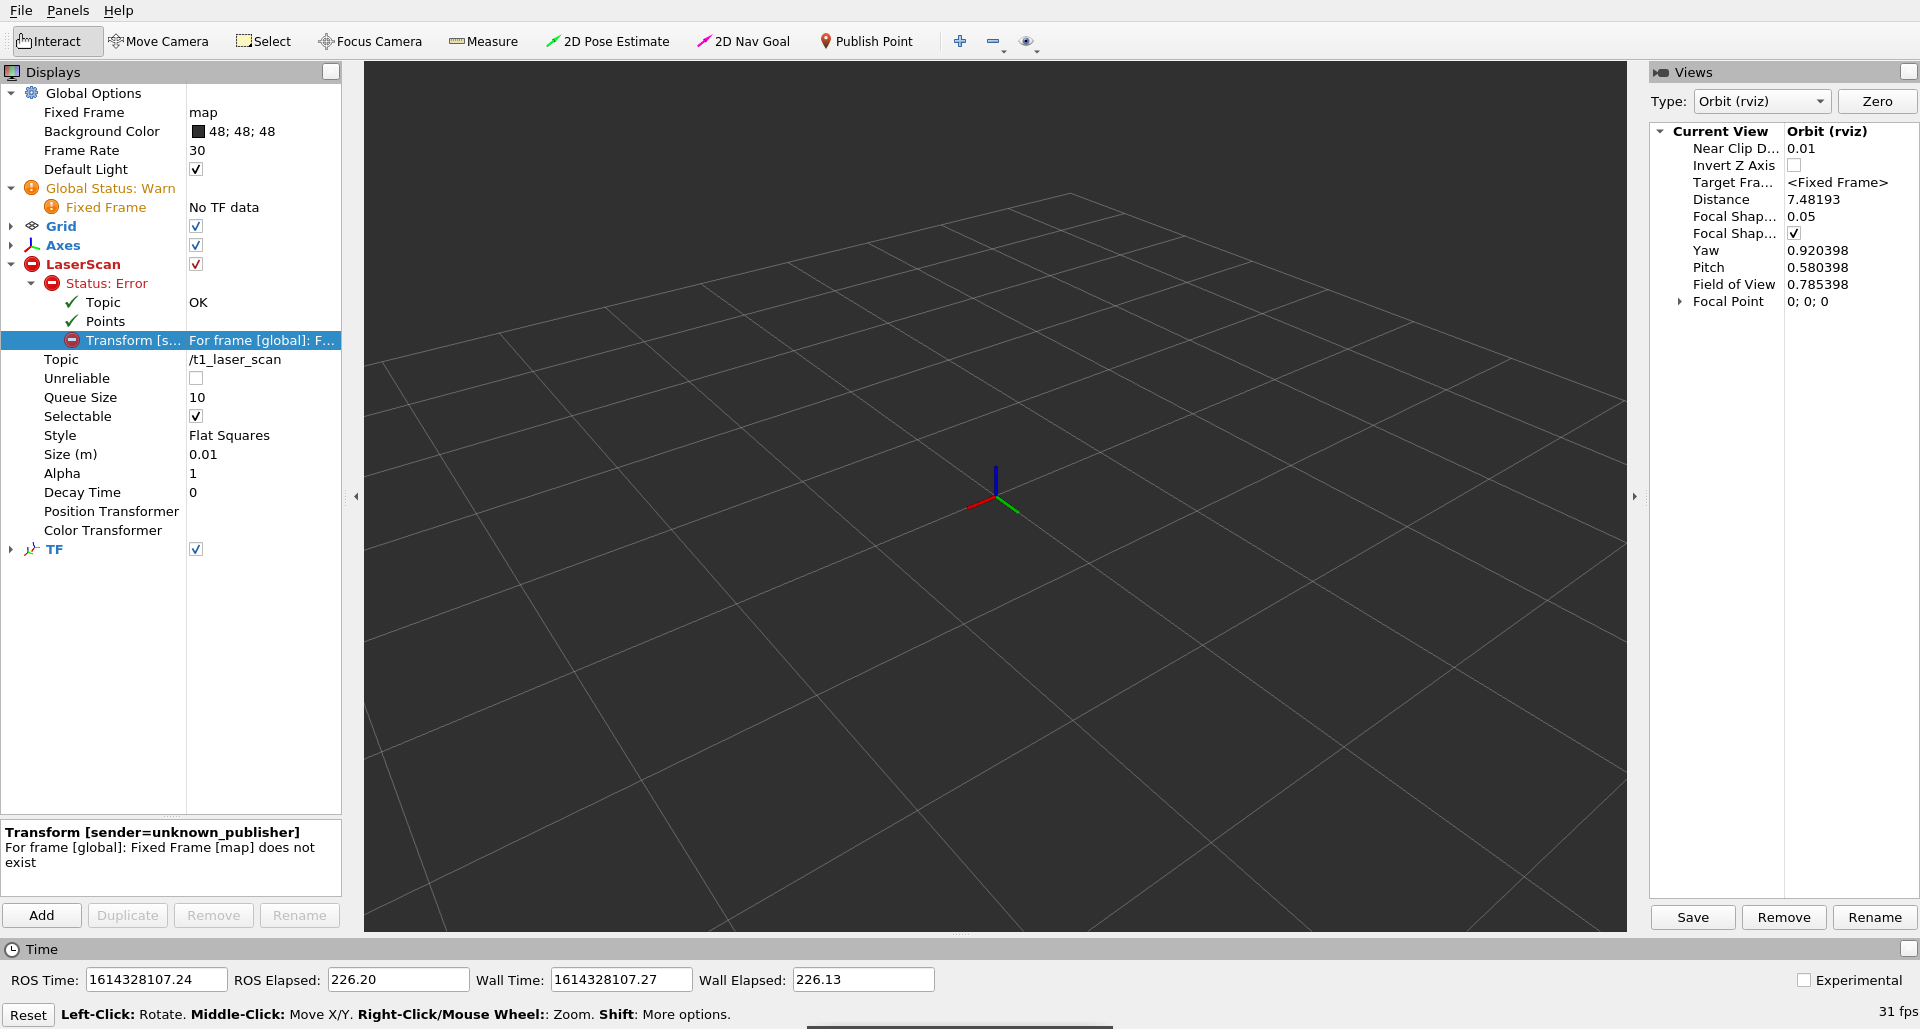 File Panels Help
Interact Move Camera Select Focus Camera Measure 2D Pose Estimate 2D Nav Goal Publish Point
Displays
Global Options
Fixed Frame map
Background Color 48; 48; 48
Frame Rate 30
Default Light
Global Status: Warn
Fixed Frame No TF data
Grid
Axes
LaserScan
Status: Error
Topic OK
Points
Transform [s... For frame [global]: F...
Topic /t1_laser_scan
Unreliable
Queue Size 10
Selectable
Style Flat Squares
Size (m) 0.01
Alpha 1
Decay Time 0
Position Transformer
Color Transformer
TF
Transform [sender=unknown_publisher]
For frame [global]: Fixed Frame [map] does not
exist
Add Duplicate Remove Rename
Views
Type: Orbit (rviz) Zero
Current View Orbit (rviz)
Near Clip D... 0.01
Invert Z Axis
Target Fra... <Fixed Frame>
Distance 7.48193
Focal Shap... 0.05
Focal Shap...
Yaw 0.920398
Pitch 0.580398
Field of View 0.785398
Focal Point 0; 0; 0
Save Remove Rename
Time
ROS Time: 1614328107.24 ROS Elapsed: 226.20 Wall Time: 1614328107.27 Wall Elapsed: 226.13 Experimental
Reset Left-Click: Rotate. Middle-Click: Move X/Y. Right-Click/Mouse Wheel:: Zoom. Shift: More options. 31 fps